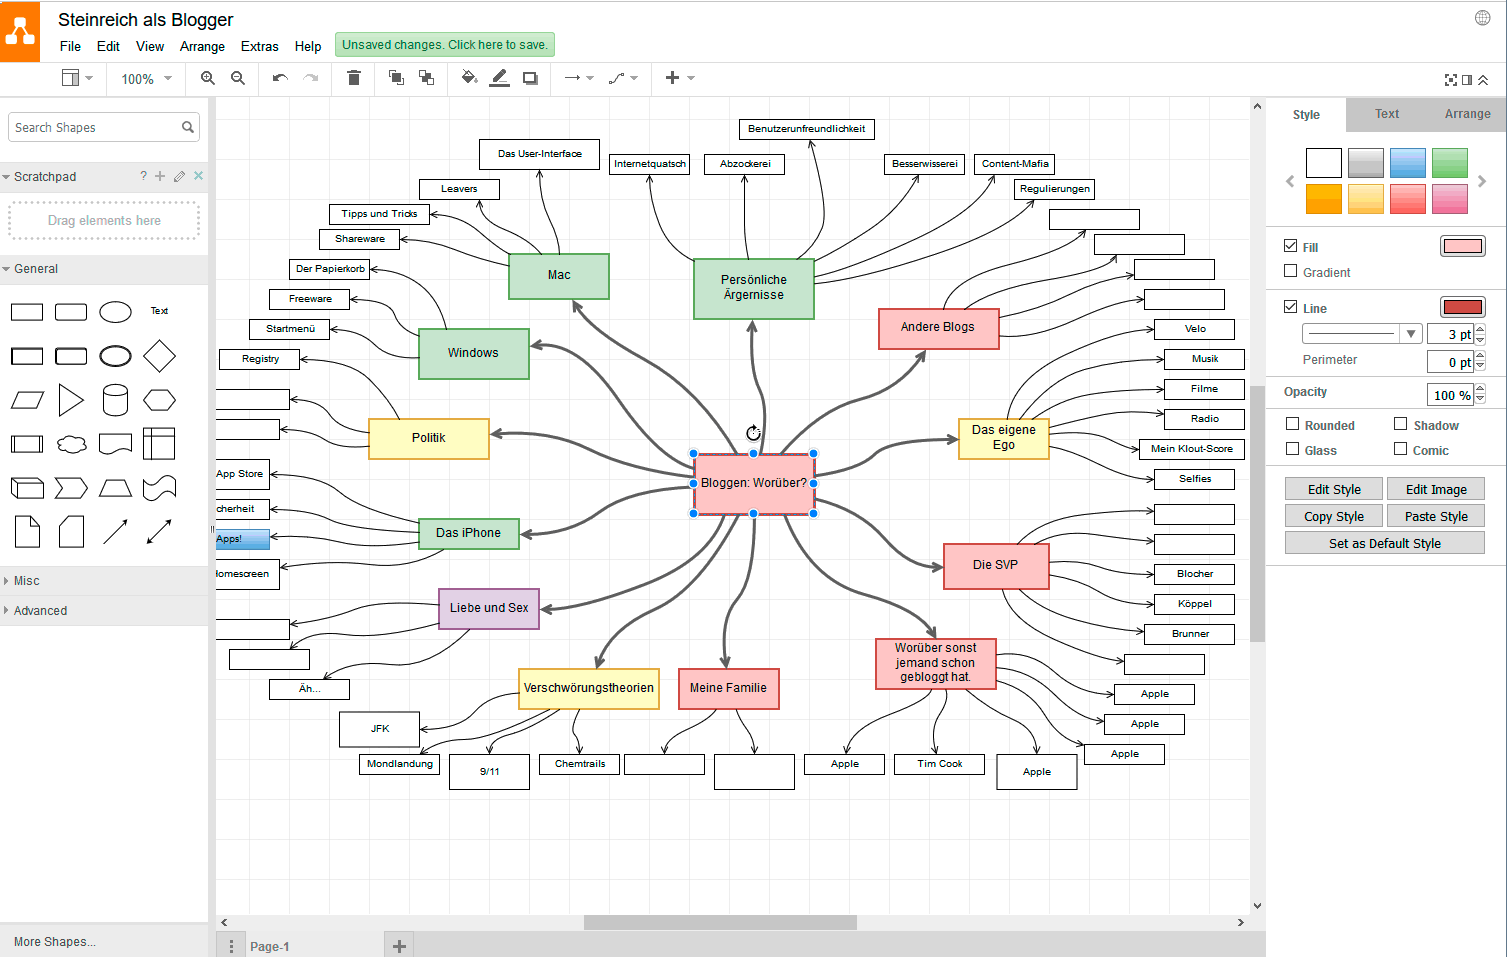 Steinreich als Blogger
File Edit View Arrange Extras Help
Unsaved changes. Click here to save.
100%
Search Shapes
Scratchpad
?
Drag elements here
General
Text
Misc
Advanced
More Shapes...
Benutzerunfreundlichkeit
Das User-Interface
Internetquatsch
Abzockerei
Besserwisserei
Content-Mafia
Leavers
Regulierungen
Tipps und Tricks
Shareware
Der Papierkorb
Mac
Persönliche
Ärgernisse
Freeware
Startmenü
Andere Blogs
Velo
Windows
Registry
Musik
Filme
Radio
Politik
Das eigene
Ego
Mein Klout-Score
App Store
Bloggen: Worüber?
Selfies
cherheit
Das iPhone
Apps!
Homescreen
Die SVP
Blocher
Liebe und Sex
Köppel
Brunner
Worüber sonst
jemand schon
gebloggt hat.
Äh...
Verschwörungstheorien
Meine Familie
Apple
JFK
Apple
Mondlandung
9/11
Chemtrails
Apple
Tim Cook
Apple
Apple
Page-1
Style Text Arrange
Fill
Gradient
Line
3 pt
Perimeter
0 pt
Opacity
100 %
Rounded
Shadow
Glass
Comic
Edit Style
Edit Image
Copy Style
Paste Style
Set as Default Style